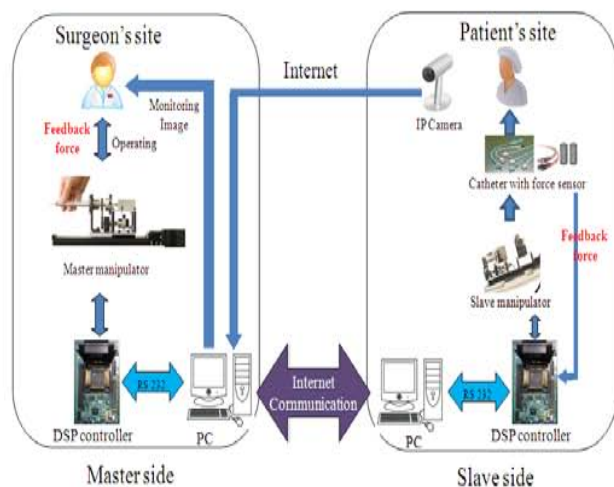 Surgeon's site
Internet
Patient's site
Monitoring
Image
Feedback
force
Operating
IP Camera
Catheter with force sensor
Feedback
force
Master manipulator
Slave manipulator
RS 232
Internet
Communication
RS 232
DSP controller
PC
PC
DSP controller
Master side
Slave side